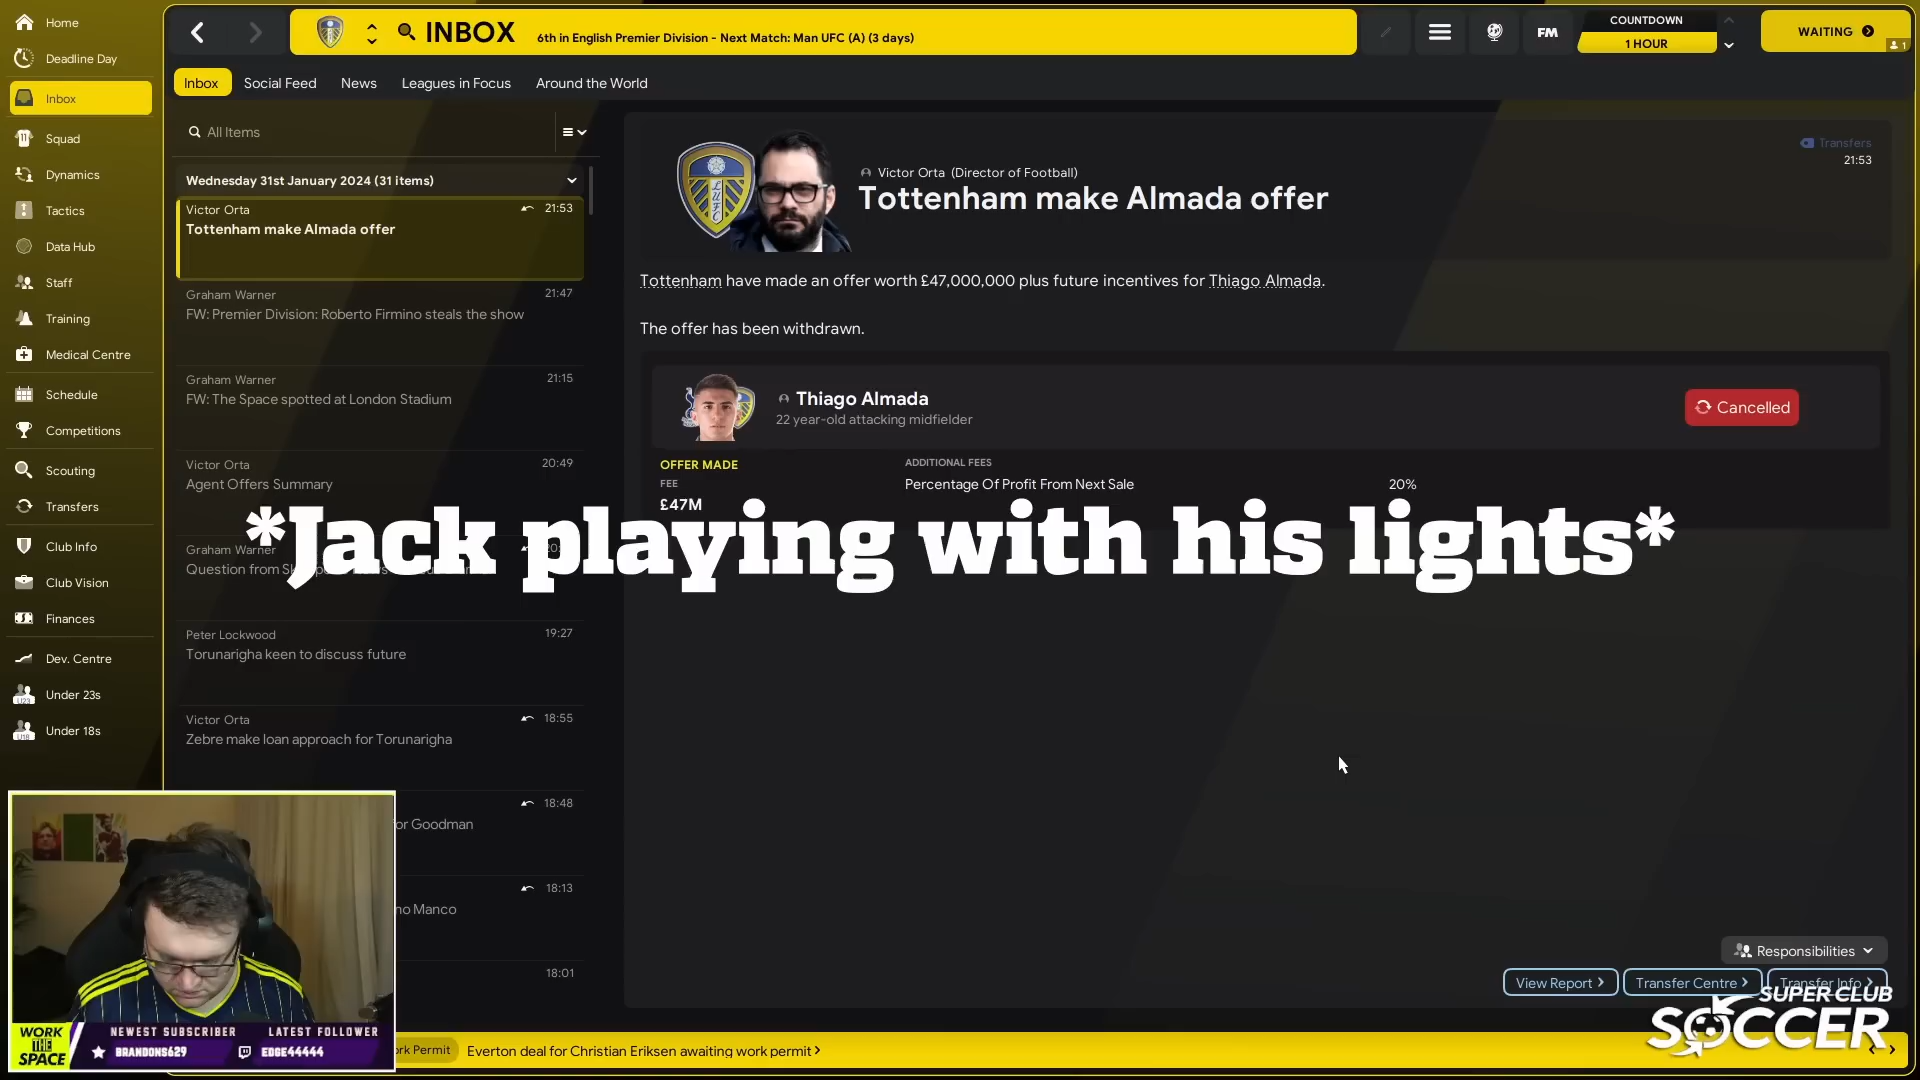 Home
Deadline Day
Inbox
Squad
Dynamics
Tactics
Data Hub
Staff
Training
Medical Centre
Schedule
Competitions
Scouting
Transfers
Club Info
Club Vision
Finances
Dev. Centre
Under 23s
Under 18s
INBOX
6th in English Premier Division - Next Match: Man UFC (A) (3 days)
FM
COUNTDOWN
1 HOUR
WAITING
1
Inbox
Social Feed
News
Leagues in Focus
Around the World
All Items
Wednesday 31st January 2024 (31 items)
Victor Orta 21:53
Tottenham make Almada offer
Graham Warner 21:47
FW: Premier Division: Roberto Firmino steals the show
Graham Warner 21:15
FW: The Space spotted at London Stadium
Victor Orta 20:49
Agent Offers Summary
Graham Warner
Question from
Peter Lockwood 19:27
Torunarigha keen to discuss future
Victor Orta 18:55
Zebre make loan approach for Torunarigha
18:48
or Goodman
18:13
no Manco
18:01
Transfers
21:53
Victor Orta (Director of Football)
Tottenham make Almada offer
Tottenham have made an offer worth £47,000,000 plus future incentives for Thiago Almada.
The offer has been withdrawn.
Thiago Almada
22 year-old attacking midfielder
Cancelled
OFFER MADE
FEE
£47M
ADDITIONAL FEES
Percentage Of Profit From Next Sale 20%
*Jack playing with his lights*
Responsibilities
View Report
Transfer Centre
Transfer Info
SUPER CLUB
SOCCER
WORK
THE
SPACE
NEWEST SUBSCRIBER
BRANDONS629
LATEST FOLLOWER
EDGE44444
ork Permit
Everton deal for Christian Eriksen awaiting work permit